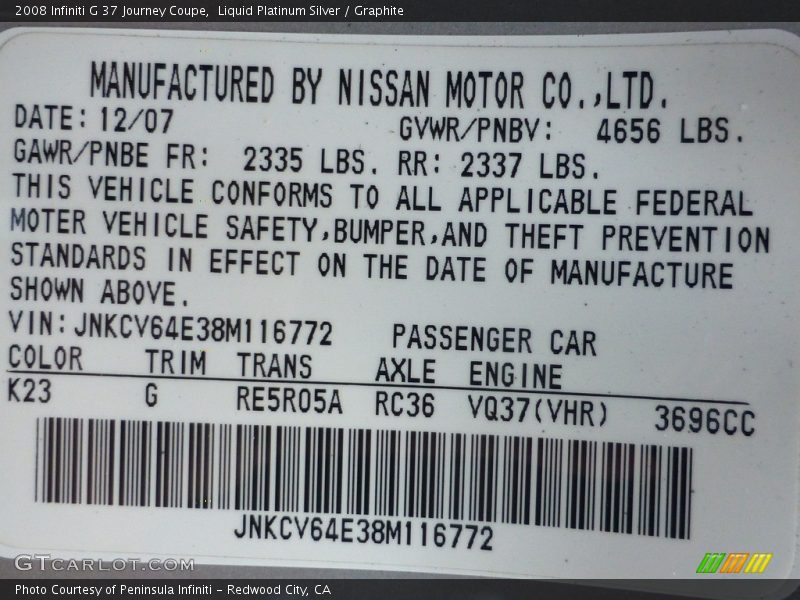 2008 Infiniti G 37 Journey Coupe,  Liquid Platinum Silver / Graphite
MANUFACTURED BY NISSAN MOTOR CO.,LTD.
DATE: 12/07 GVWR/PNBV: 4656 LBS.
GAWR/PNBE FR: 2335 LBS. RR: 2337 LBS.
THIS VEHICLE CONFORMS TO ALL APPLICABLE FEDERAL
MOTER VEHICLE SAFETY,BUMPER,AND THEFT PREVENTION
STANDARDS IN EFFECT ON THE DATE OF MANUFACTURE
SHOWN ABOVE.
VIN: JNKCV64E38M116772 PASSENGER CAR
COLOR TRIM TRANS AXLE ENGINE
K23 G RE5R05A RC36 VQ37(VHR) 3696CC
JNKCV64E38M116772
GTCARLOT.COM
Photo Courtesy of Peninsula Infiniti – Redwood City, CA